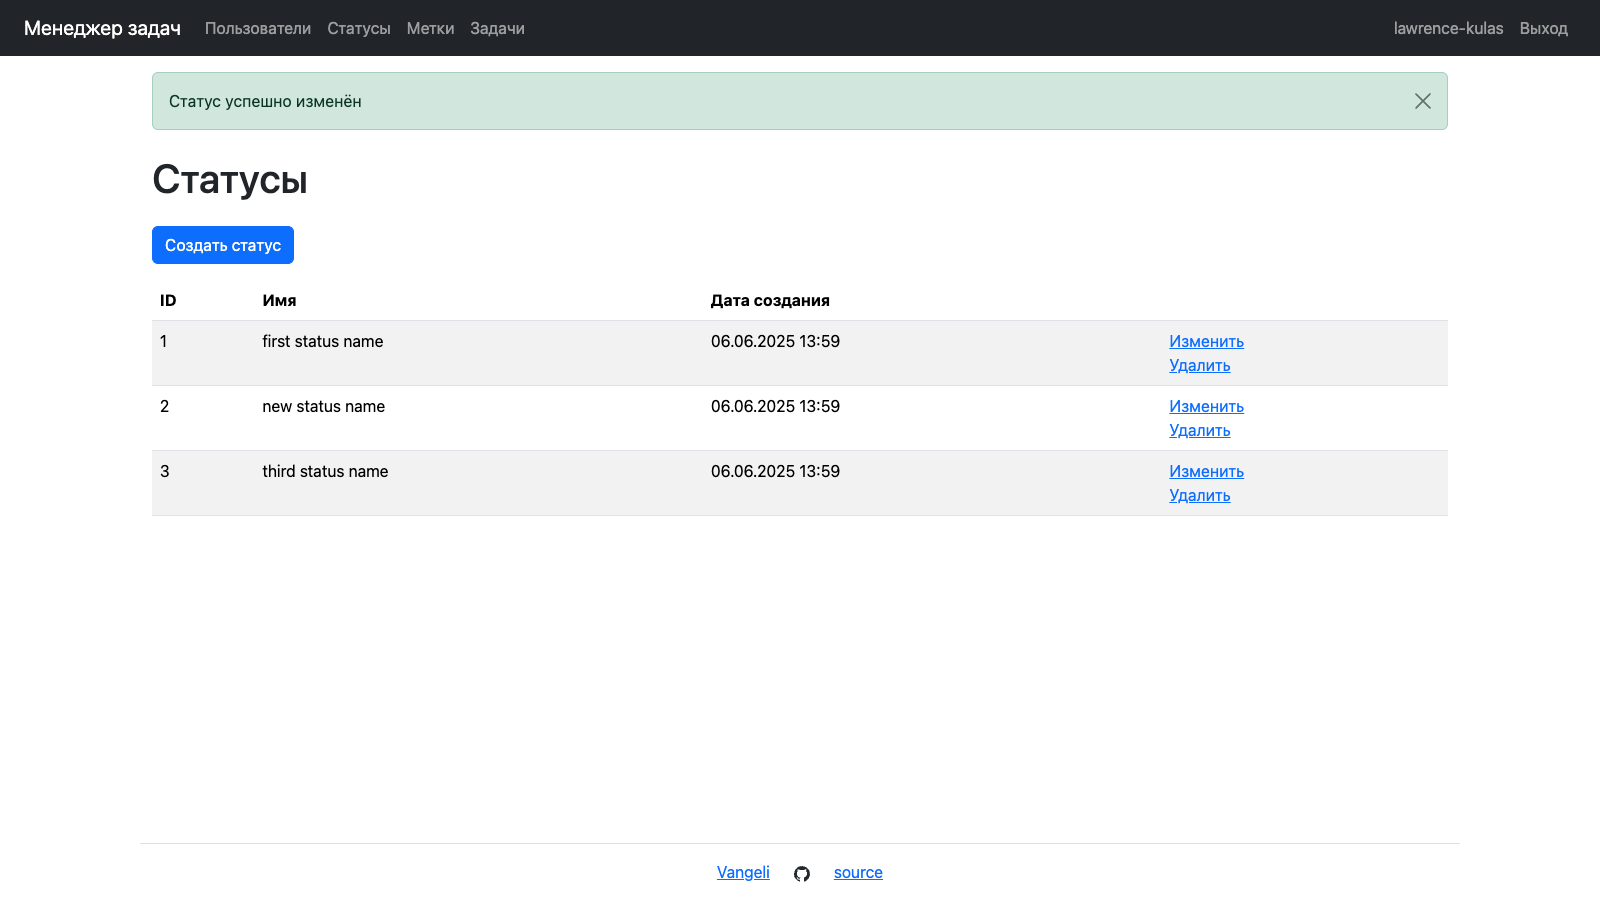 Менеджер задач Пользователи Статусы Метки Задачи lawrence-kulas Выход
Статус успешно изменён
Статусы
Создать статус
ID Имя Дата создания
1 first status name 06.06.2025 13:59 Изменить
Удалить
2 new status name 06.06.2025 13:59 Изменить
Удалить
3 third status name 06.06.2025 13:59 Изменить
Удалить
Vangeli source